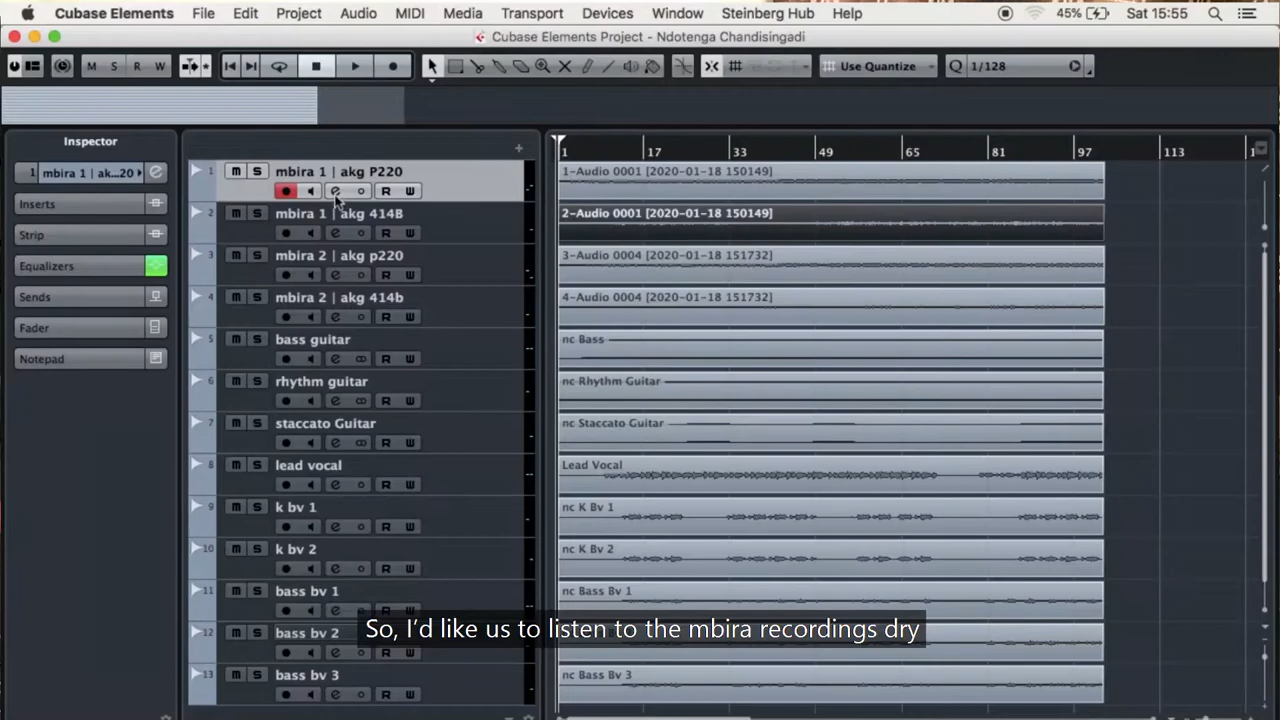 Cubase Elements File Edit Project Audio MIDI Media Transport Devices Window Steinberg Hub Help 45% Sat 15:55
Cubase Elements Project - Ndotenga Chandisingadi
M S R W Use Quantize Q 1/128
Inspector
1 mbira 1 | ak...20
Inserts
Strip
Equalizers
Sends
Fader
Notepad
1 17 33 49 65 81 97 113 1
1 m S mbira 1 | akg P220
R W
2 m S mbira 1 | akg 414B
R W
3 m S mbira 2 | akg p220
R W
4 m S mbira 2 | akg 414b
R W
5 m S bass guitar
R W
6 m S rhythm guitar
R W
7 m S staccato Guitar
R W
8 m S lead vocal
R W
9 m S k bv 1
R W
10 m S k bv 2
R W
11 m S bass bv 1
R W
12 m S bass bv 2
R W
13 m S bass bv 3
R W
1-Audio 0001 [2020-01-18 150149]
2-Audio 0001 [2020-01-18 150149]
3-Audio 0004 [2020-01-18 151732]
4-Audio 0004 [2020-01-18 151732]
nc Bass
nc Rhythm Guitar
nc Staccato Guitar
Lead Vocal
nc K Bv 1
nc K Bv 2
nc Bass Bv 1
nc Bass Bv 2
nc Bass Bv 3
So, I'd like us to listen to the mbira recordings dry